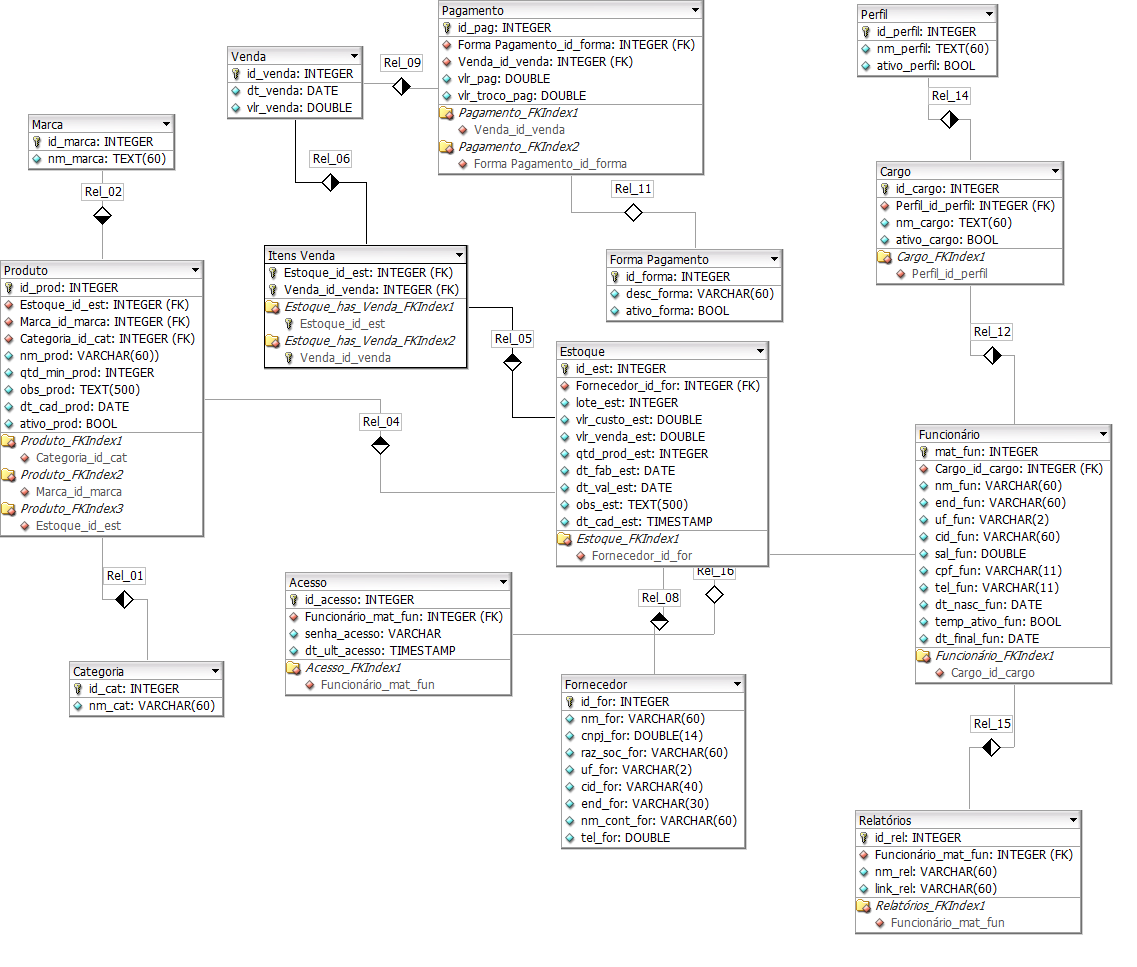 Pagamento
id_pag: INTEGER
Forma Pagamento_id_forma: INTEGER (FK)
Venda_id_venda: INTEGER (FK)
vlr_pag: DOUBLE
vlr_troco_pag: DOUBLE
Pagamento_FKIndex1
Venda_id_venda
Pagamento_FKIndex2
Forma Pagamento_id_forma
Perfil
id_perfil: INTEGER
nm_perfil: TEXT(60)
ativo_perfil: BOOL
Venda
id_venda: INTEGER
dt_venda: DATE
vlr_venda: DOUBLE
Rel_09
Rel_14
Marca
id_marca: INTEGER
nm_marca: TEXT(60)
Rel_06
Rel_02
Rel_11
Cargo
id_cargo: INTEGER
Perfil_id_perfil: INTEGER (FK)
nm_cargo: TEXT(60)
ativo_cargo: BOOL
Cargo_FKIndex1
Perfil_id_perfil
Itens Venda
Estoque_id_est: INTEGER (FK)
Venda_id_venda: INTEGER (FK)
Estoque_has_Venda_FKIndex1
Estoque_id_est
Estoque_has_Venda_FKIndex2
Venda_id_venda
Forma Pagamento
id_forma: INTEGER
desc_forma: VARCHAR(60)
ativo_forma: BOOL
Produto
id_prod: INTEGER
Estoque_id_est: INTEGER (FK)
Marca_id_marca: INTEGER (FK)
Categoria_id_cat: INTEGER (FK)
nm_prod: VARCHAR(60))
qtd_min_prod: INTEGER
obs_prod: TEXT(500)
dt_cad_prod: DATE
ativo_prod: BOOL
Produto_FKIndex1
Categoria_id_cat
Produto_FKIndex2
Marca_id_marca
Produto_FKIndex3
Estoque_id_est
Rel_05
Rel_12
Estoque
id_est: INTEGER
Fornecedor_id_for: INTEGER (FK)
lote_est: INTEGER
vlr_custo_est: DOUBLE
vlr_venda_est: DOUBLE
qtd_prod_est: INTEGER
dt_fab_est: DATE
dt_val_est: DATE
obs_est: TEXT(500)
dt_cad_est: TIMESTAMP
Estoque_FKIndex1
Fornecedor_id_for
Rel_04
Funcionário
mat_fun: INTEGER
Cargo_id_cargo: INTEGER (FK)
nm_fun: VARCHAR(60)
end_fun: VARCHAR(60)
uf_fun: VARCHAR(2)
cid_fun: VARCHAR(60)
sal_fun: DOUBLE
cpf_fun: VARCHAR(11)
tel_fun: VARCHAR(11)
dt_nasc_fun: DATE
temp_ativo_fun: BOOL
dt_final_fun: DATE
Funcionário_FKIndex1
Cargo_id_cargo
Rel_01
Rel_16
Rel_08
Acesso
id_acesso: INTEGER
Funcionário_mat_fun: INTEGER (FK)
senha_acesso: VARCHAR
dt_ult_acesso: TIMESTAMP
Acesso_FKIndex1
Funcionário_mat_fun
Categoria
id_cat: INTEGER
nm_cat: VARCHAR(60)
Fornecedor
id_for: INTEGER
nm_for: VARCHAR(60)
cnpj_for: DOUBLE(14)
raz_soc_for: VARCHAR(60)
uf_for: VARCHAR(2)
cid_for: VARCHAR(40)
end_for: VARCHAR(30)
nm_cont_for: VARCHAR(60)
tel_for: DOUBLE
Rel_15
Relatórios
id_rel: INTEGER
Funcionário_mat_fun: INTEGER (FK)
nm_rel: VARCHAR(60)
link_rel: VARCHAR(60)
Relatórios_FKIndex1
Funcionário_mat_fun